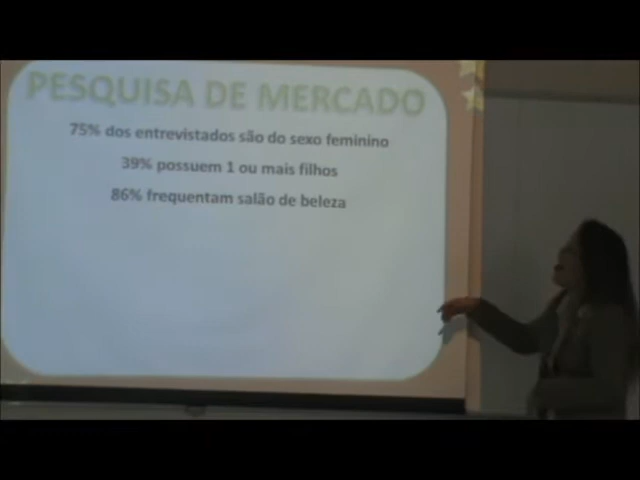 PESQUISA DE MERCADO
75% dos entrevistados são do sexo feminino
39% possuem 1 ou mais filhos
86% frequentam salão de beleza